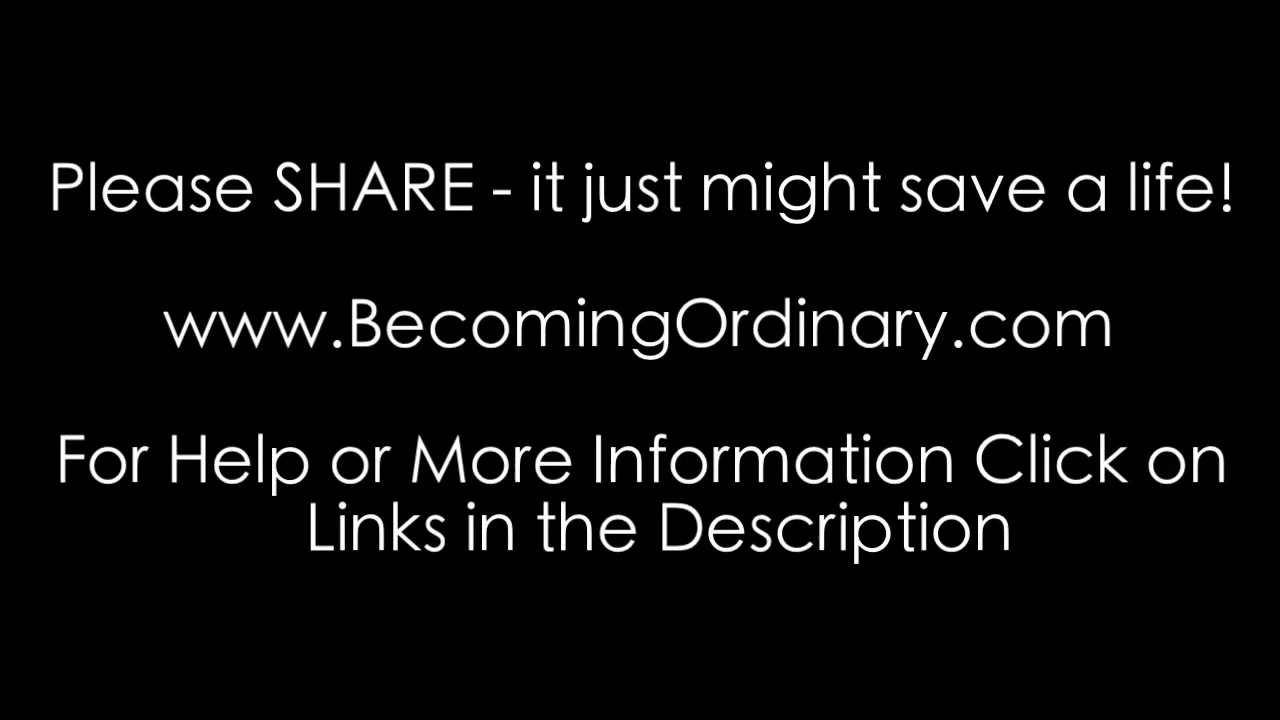 Please SHARE - it just might save a life!
www.BecomingOrdinary.com
For Help or More Information Click on
Links in the Description